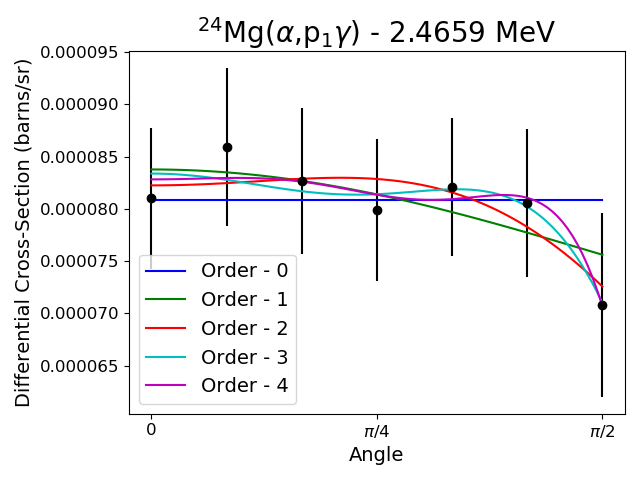 ²⁴Mg(α,p₁γ) - 2.4659 MeV
Differential Cross-Section (barns/sr)
0.000095
0.000090
0.000085
0.000080
0.000075
0.000070
0.000065
Order - 0
Order - 1
Order - 2
Order - 3
Order - 4
0
π/4
π/2
Angle